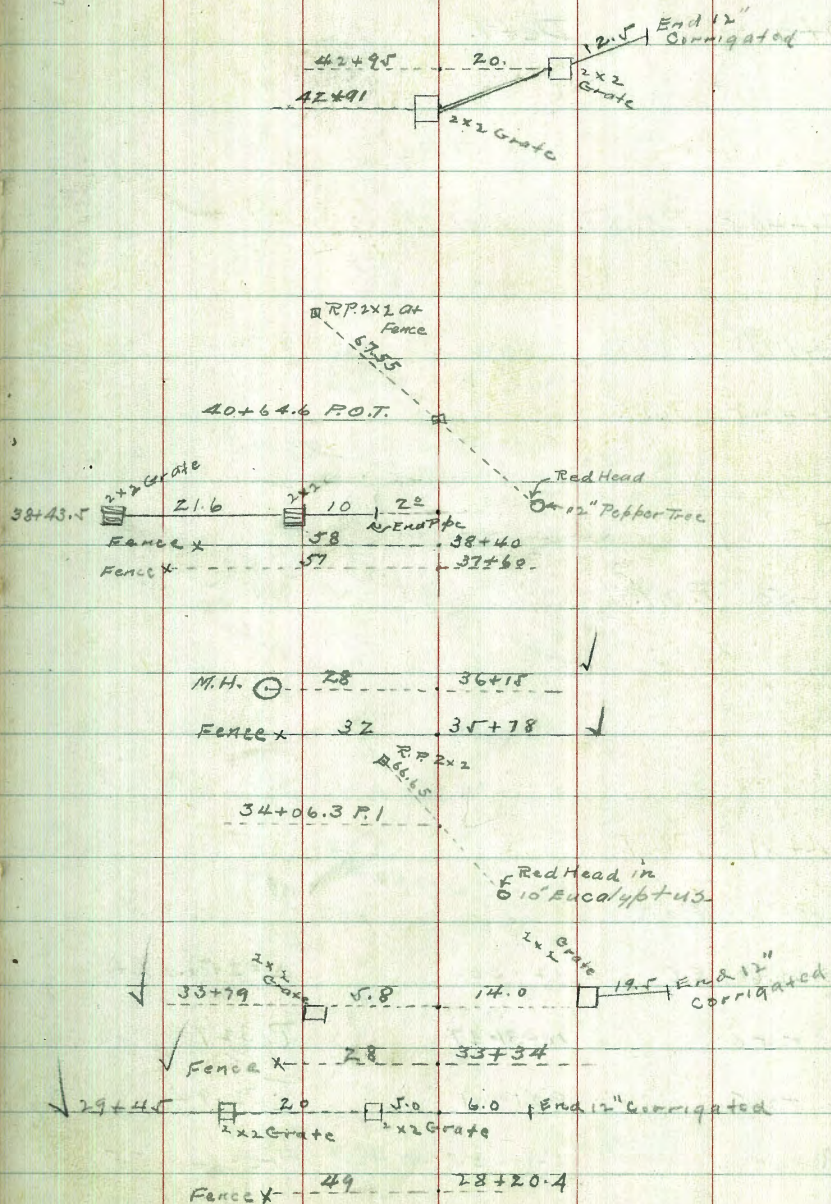 12.5 End 12"
Corrigated
42+95 20.
2x2
Grate
42+91
2x2 Grate
R.P. 2x2 at
Fence
67.55
40+64.6 P.O.T.
Red Head
12" Pepper Tree
2x2 Grate 2x2
38+43.5 21.6 10 2º
End Pipe
Fence x 58 38+40
Fence x 57 37+60
M.H. 28 36+15
Fence x 32 35+78
R.P. 2x2
66.65
34+06.3 P.I
Red Head in
10" Eucalyptus
2x2 Grate 2x2 Grate
33+79 5.8 14.0 19.5 End 12"
Corrigated
Fence x 28 33+34
29+45 20 5.0 6.0 End 12" Corrigated
2x2 Grate 2x2 Grate
Fence x 49 28+20.4